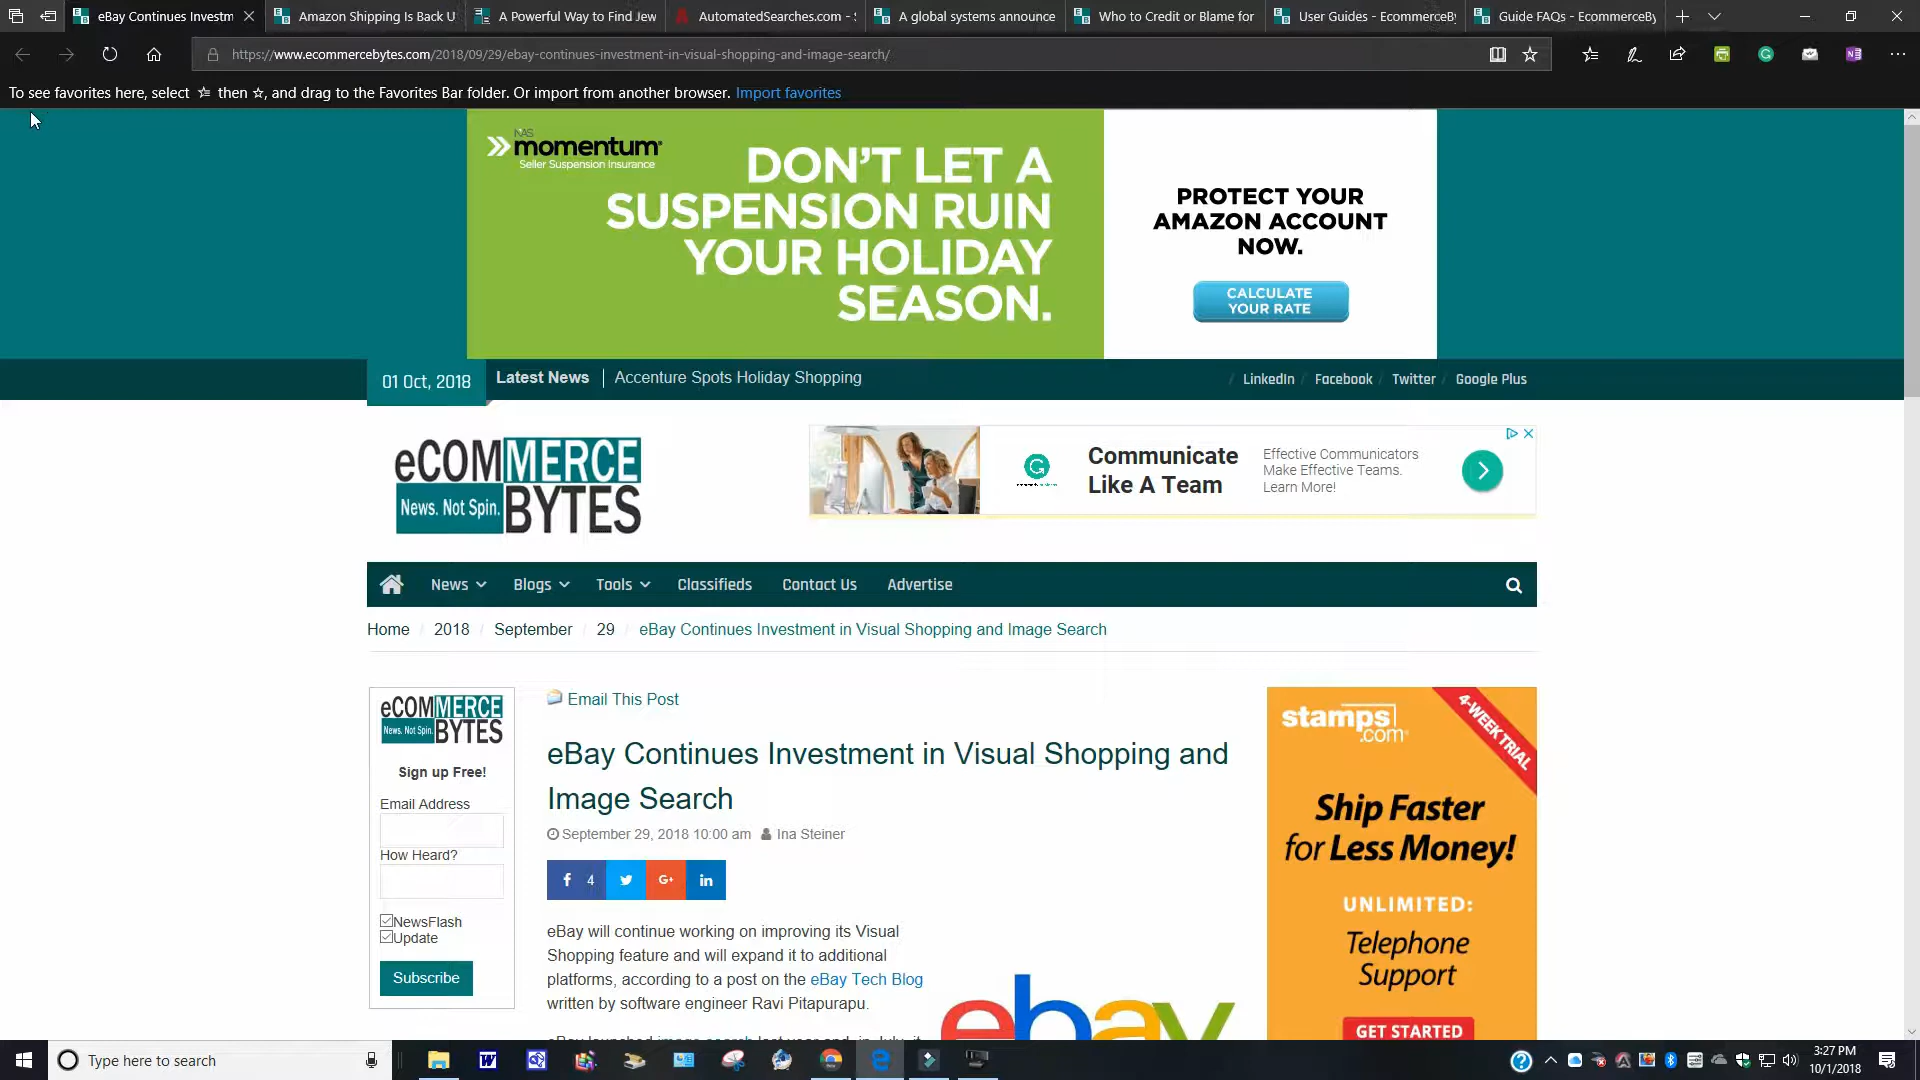 eBay Continues Investm
Amazon Shipping Is Back U
A Powerful Way to Find Jew
AutomatedSearches.com -
A global systems announce
Who to Credit or Blame for
User Guides - EcommerceBy
Guide FAQs - EcommerceBy
https://www.ecommercebytes.com/2018/09/29/ebay-continues-investment-in-visual-shopping-and-image-search/
To see favorites here, select then , and drag to the Favorites Bar folder. Or import from another browser. Import favorites
NAS
momentum
Seller Suspension Insurance
DON'T LET A
SUSPENSION RUIN
YOUR HOLIDAY
SEASON.
PROTECT YOUR
AMAZON ACCOUNT
NOW.
CALCULATE
YOUR RATE
01 Oct, 2018
Latest News
Accenture Spots Holiday Shopping
/ LinkedIn / Facebook / Twitter / Google Plus
eCOMMERCE
News. Not Spin. BYTES
Communicate
Like A Team
Effective Communicators
Make Effective Teams.
Learn More!
News
Blogs
Tools
Classifieds
Contact Us
Advertise
Home / 2018 / September / 29 / eBay Continues Investment in Visual Shopping and Image Search
eCOMMERCE
News. Not Spin. BYTES
Sign up Free!
Email Address
How Heard?
NewsFlash
Update
Subscribe
Email This Post
eBay Continues Investment in Visual Shopping and
Image Search
September 29, 2018 10:00 am Ina Steiner
f 4
G+
in
eBay will continue working on improving its Visual
Shopping feature and will expand it to additional
platforms, according to a post on the eBay Tech Blog
written by software engineer Ravi Pitapurapu.
eBay launched image search last year and, in July, it
ebay
stamps
.com
4-WEEK TRIAL
Ship Faster
for Less Money!
UNLIMITED:
Telephone
Support
GET STARTED
Type here to search
3:27 PM
10/1/2018